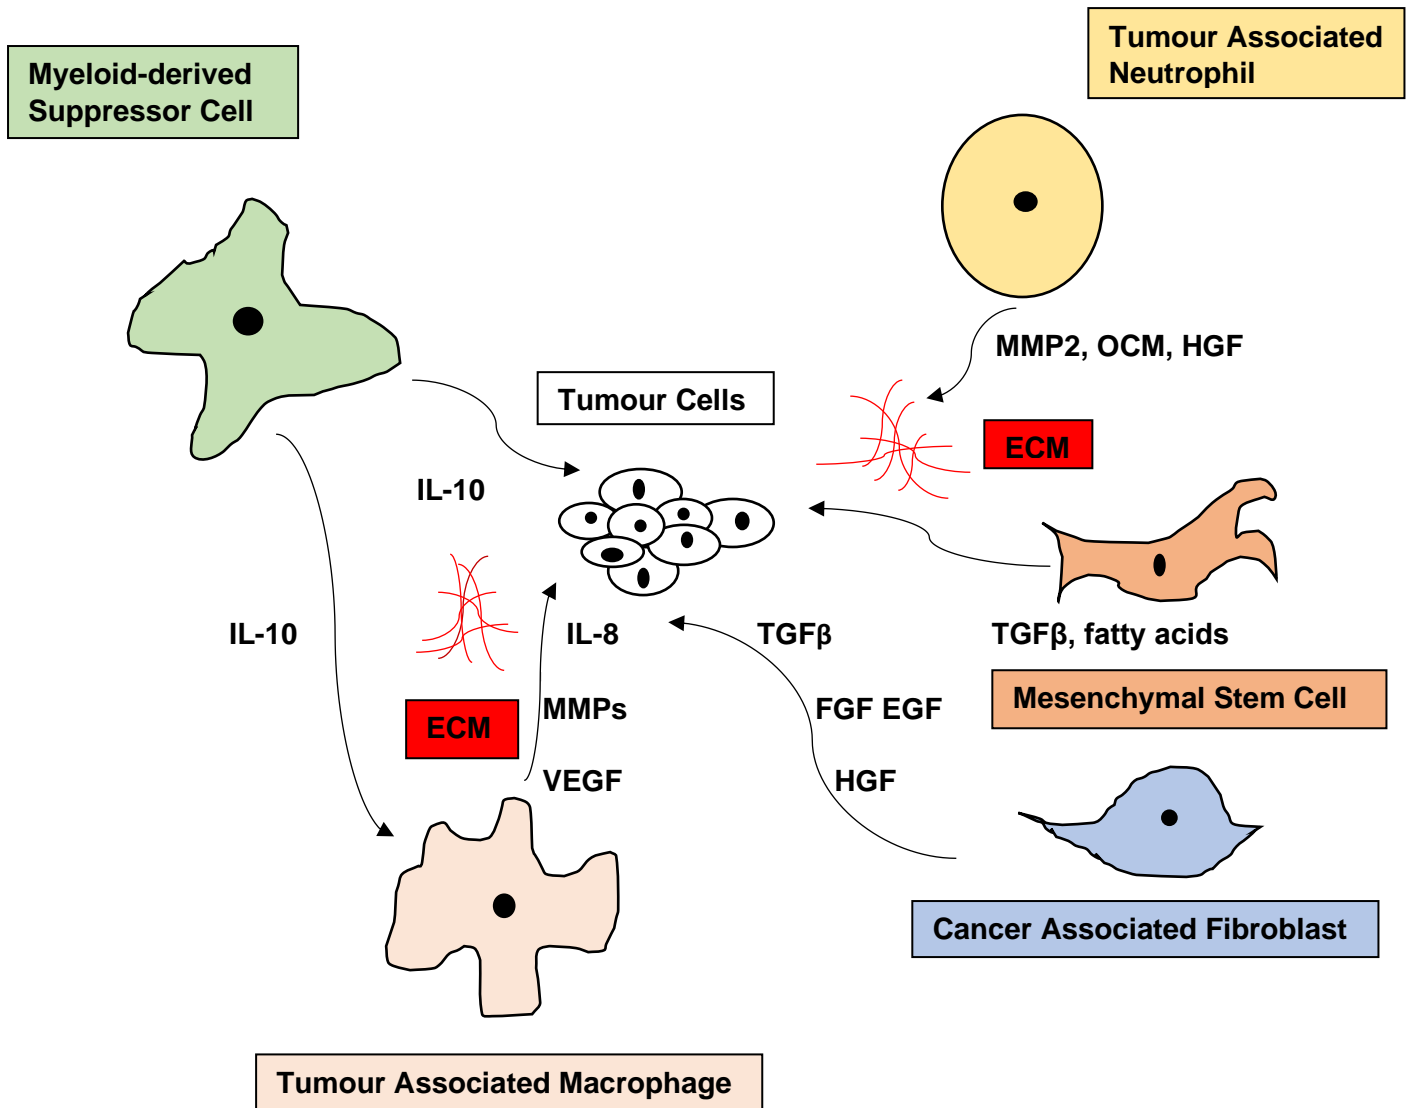 Tumour Associated
Neutrophil
Myeloid-derived
Suppressor Cell
MMP2, OCM, HGF
Tumour Cells
ECM
IL-10
IL-10
IL-8
TGFβ
TGFβ, fatty acids
Mesenchymal Stem Cell
MMPs
FGF EGF
ECM
VEGF
HGF
Cancer Associated Fibroblast
Tumour Associated Macrophage